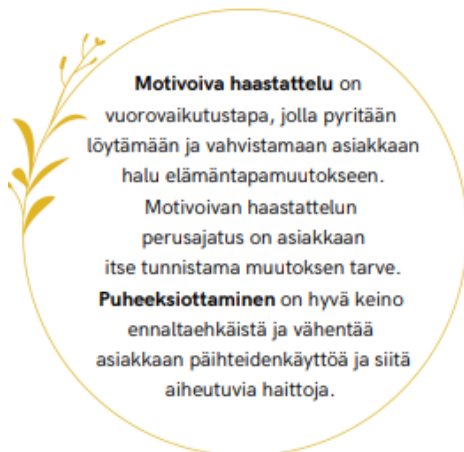 Motivoiva haastattelu on
vuorovaikutustapa, jolla pyritään
löytämään ja vahvistamaan asiakkaan
halu elämäntapamuutokseen.
Motivoivan haastattelun
perusajatus on asiakkaan
itse tunnistama muutoksen tarve.
Puheeksiottaminen on hyvä keino
ennaltaehkäistä ja vähentää
asiakkaan päihteidenkäyttöä ja siitä
aiheutuvia haittoja.